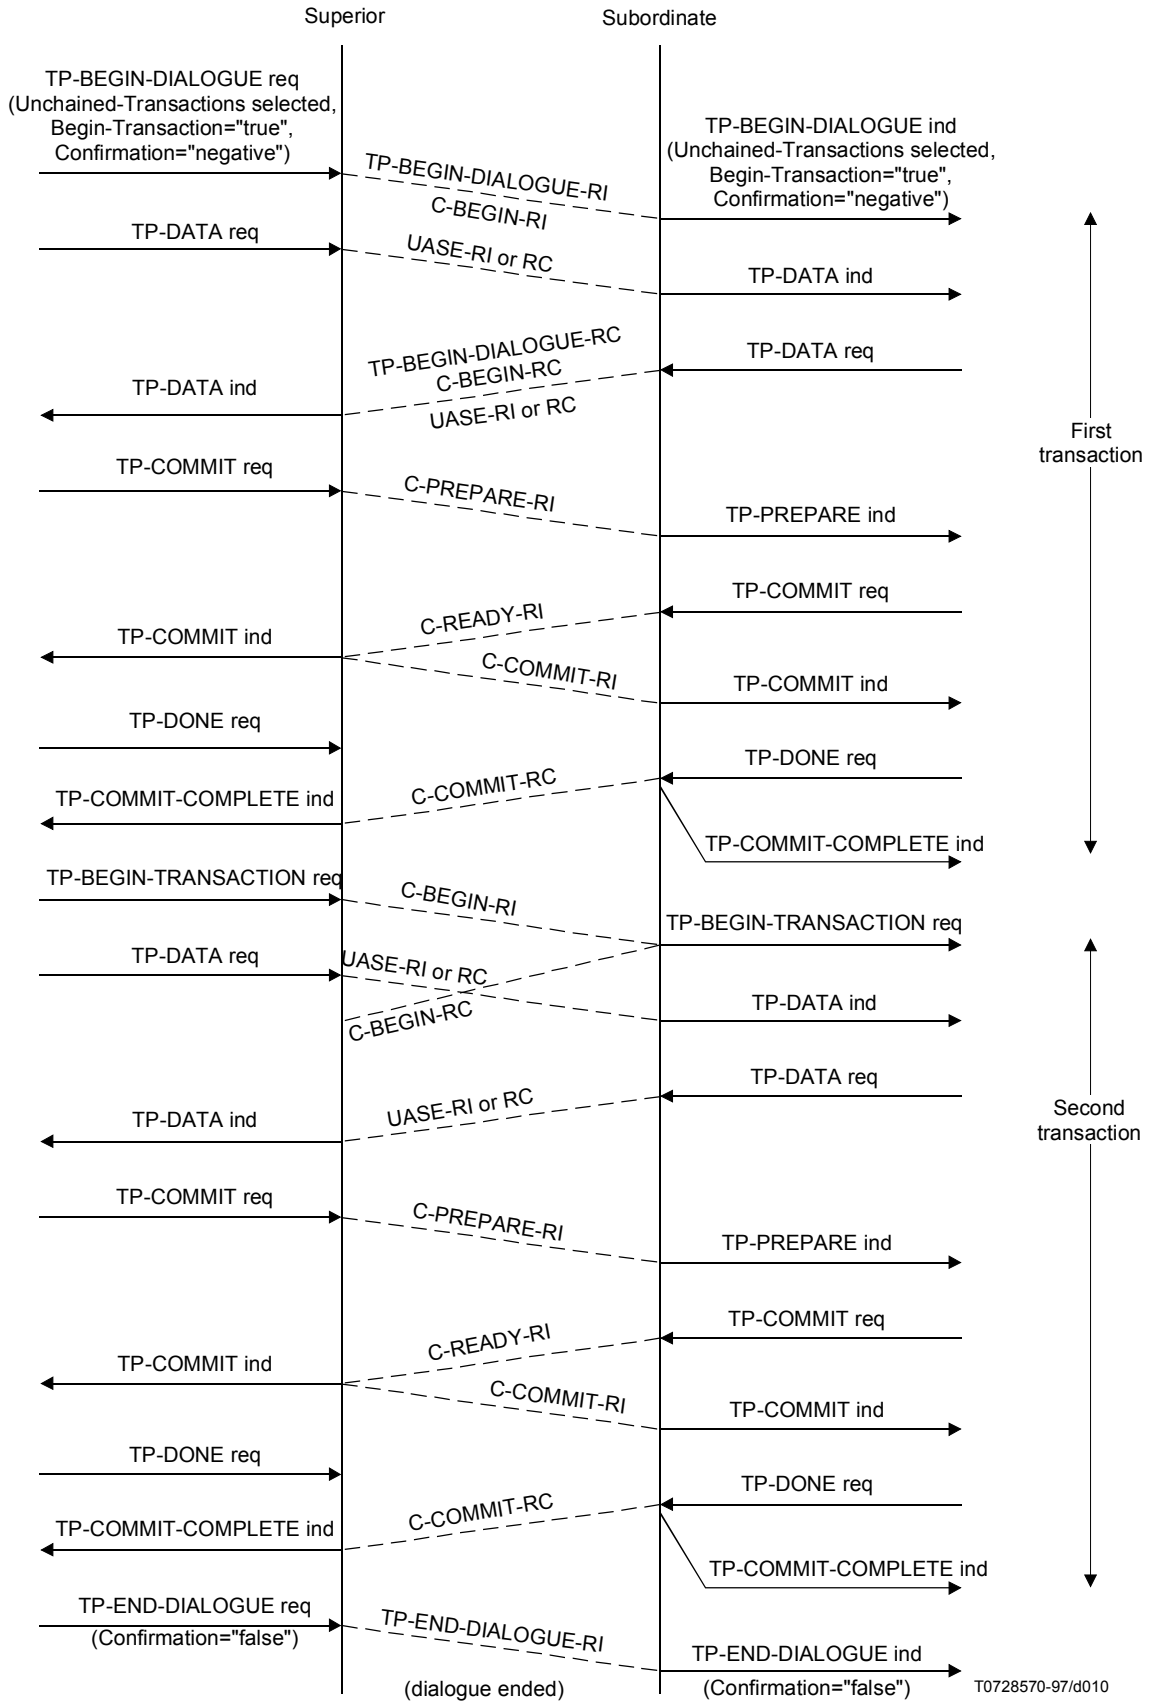 Superior
Subordinate
TP-BEGIN-DIALOGUE req
(Unchained-Transactions selected,
Begin-Transaction="true",
Confirmation="negative")
TP-BEGIN-DIALOGUE ind
(Unchained-Transactions selected,
Begin-Transaction="true",
Confirmation="negative")
TP-BEGIN-DIALOGUE-RI
C-BEGIN-RI
TP-DATA req
UASE-RI or RC
TP-DATA ind
TP-BEGIN-DIALOGUE-RC
C-BEGIN-RC
UASE-RI or RC
TP-DATA req
TP-DATA ind
First
transaction
TP-COMMIT req
C-PREPARE-RI
TP-PREPARE ind
TP-COMMIT req
C-READY-RI
TP-COMMIT ind
C-COMMIT-RI
TP-COMMIT ind
TP-DONE req
TP-DONE req
C-COMMIT-RC
TP-COMMIT-COMPLETE ind
TP-COMMIT-COMPLETE ind
TP-BEGIN-TRANSACTION req
C-BEGIN-RI
TP-BEGIN-TRANSACTION req
TP-DATA req
UASE-RI or RC
C-BEGIN-RC
TP-DATA ind
TP-DATA req
UASE-RI or RC
TP-DATA ind
Second
transaction
TP-COMMIT req
C-PREPARE-RI
TP-PREPARE ind
TP-COMMIT req
C-READY-RI
TP-COMMIT ind
C-COMMIT-RI
TP-COMMIT ind
TP-DONE req
TP-DONE req
C-COMMIT-RC
TP-COMMIT-COMPLETE ind
TP-COMMIT-COMPLETE ind
TP-END-DIALOGUE req
(Confirmation="false")
TP-END-DIALOGUE-RI
TP-END-DIALOGUE ind
(Confirmation="false")
(dialogue ended)
T0728570-97/d010